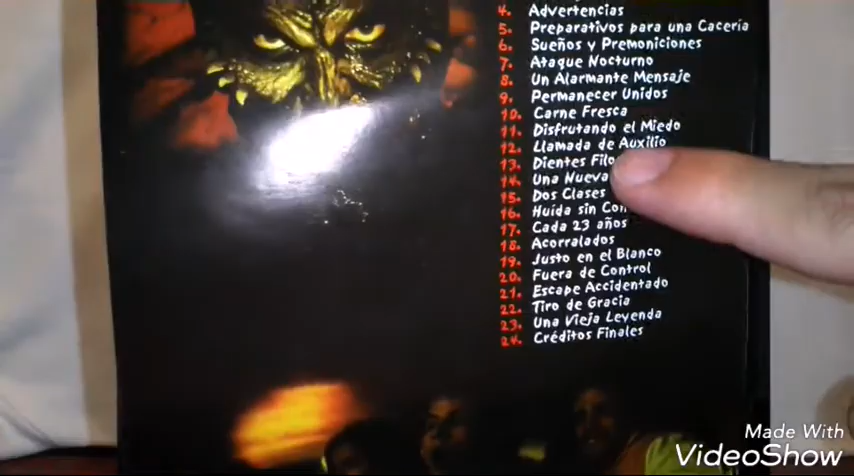 4. Advertencias
5. Preparativos para una Cacería
6. Sueños y Premoniciones
7. Ataque Nocturno
8. Un Alarmante Mensaje
9. Permanecer Unidos
10. Carne Fresca
11. Disfrutando el Miedo
12. Llamada de Auxilio
13. Dientes
14. Una Nueva
15. Dos Clases
16. Huída sin
17. Cada 23 años
18. Acorralados
19. Justo en el Blanco
20. Fuera de Control
21. Escape Accidentado
22. Tiro de Gracia
23. Una Vieja Leyenda
24. Créditos Finales
Made With
VideoShow